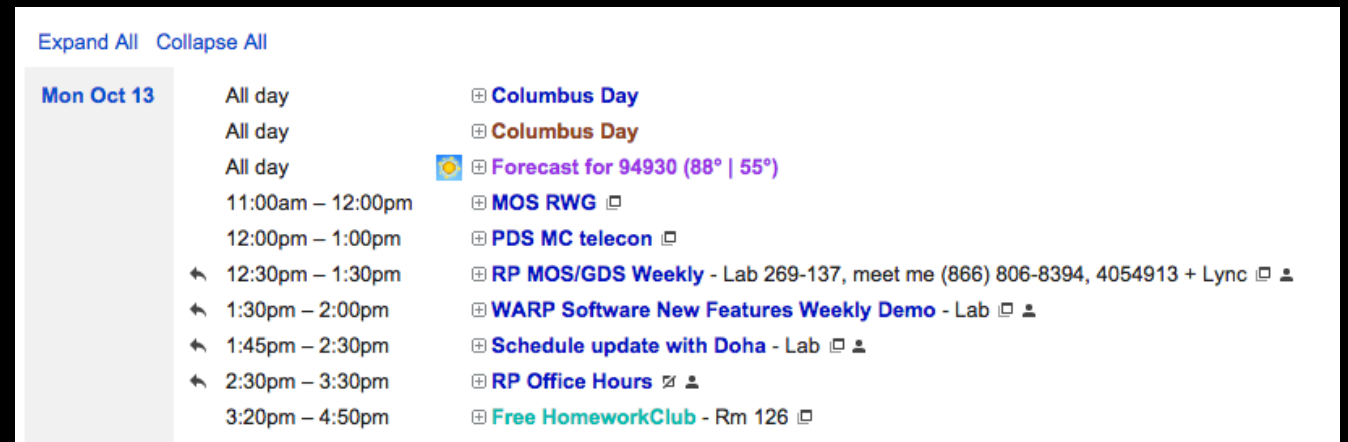 Expand All Collapse All
Mon Oct 13 All day Columbus Day
All day Columbus Day
All day Forecast for 94930 (88° | 55°)
11:00am – 12:00pm MOS RWG
12:00pm – 1:00pm PDS MC telecon
12:30pm – 1:30pm RP MOS/GDS Weekly - Lab 269-137, meet me (866) 806-8394, 4054913 + Lync
1:30pm – 2:00pm WARP Software New Features Weekly Demo - Lab
1:45pm – 2:30pm Schedule update with Doha - Lab
2:30pm – 3:30pm RP Office Hours
3:20pm – 4:50pm Free HomeworkClub - Rm 126